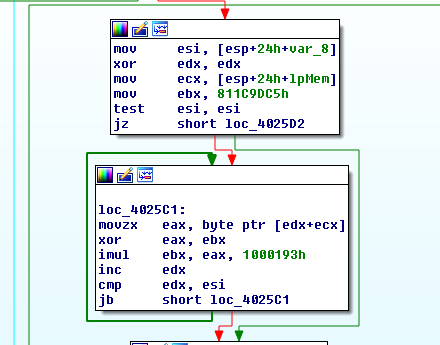 mov esi, [esp+24h+var_8]
xor edx, edx
mov ecx, [esp+24h+lpMem]
mov ebx, 811C9DC5h
test esi, esi
jz short loc_4025D2
loc_4025C1:
movzx eax, byte ptr [edx+ecx]
xor eax, ebx
imul ebx, eax, 1000193h
inc edx
cmp edx, esi
jb short loc_4025C1